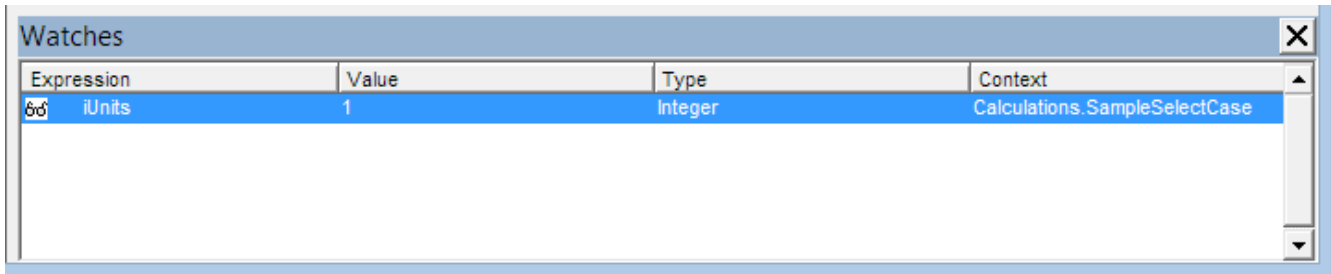 Watches
Expression Value Type Context
iUnits 1 Integer Calculations.SampleSelectCase